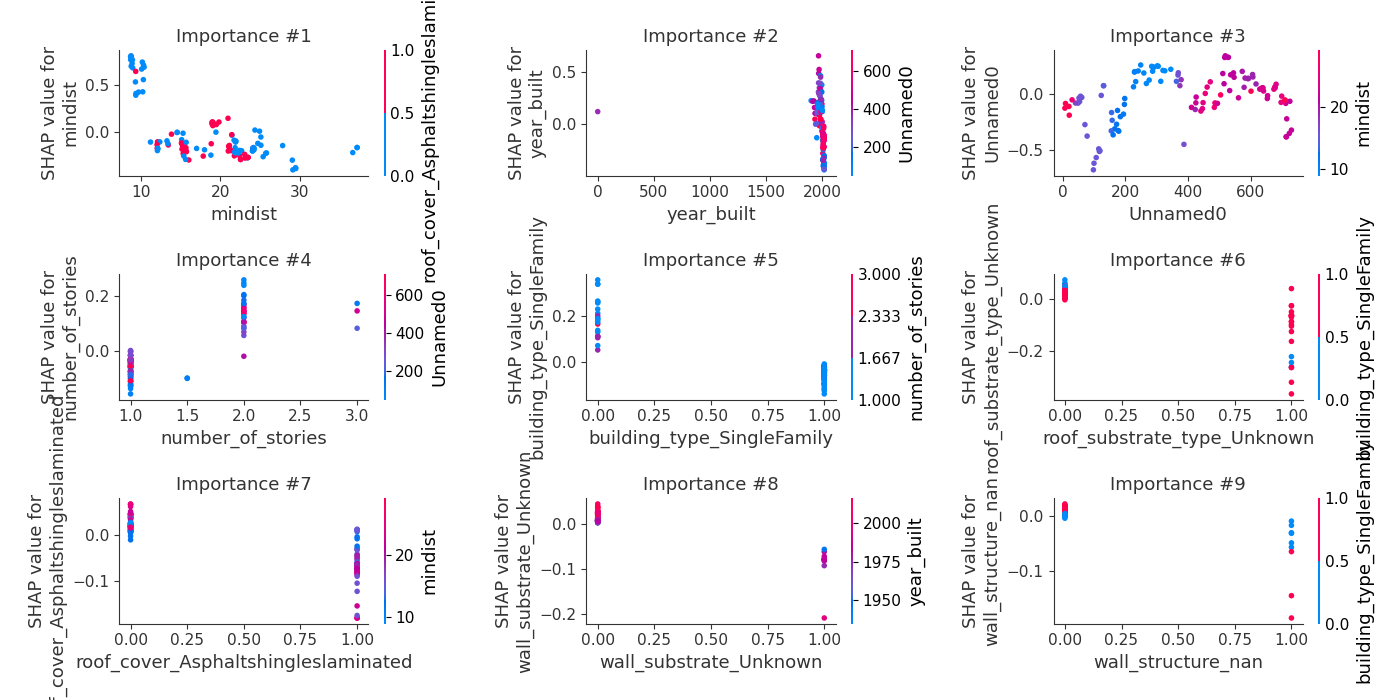 Importance #1
SHAP value for
mindist
0.5
0.0
10
20
30
mindist
1.0
0.5
0.0
roof_cover_Asphaltshingleslami
Importance #2
SHAP value for
year_built
0.5
0.0
0
500
1000
1500
2000
year_built
600
400
200
Unnamed0
Importance #3
SHAP value for
Unnamed0
0.0
−0.5
0
200
400
600
Unnamed0
20
10
mindist
Importance #4
SHAP value for
number_of_stories
0.2
0.0
1.0
1.5
2.0
2.5
3.0
number_of_stories
600
400
200
Unnamed0
Importance #5
SHAP value for
building_type_SingleFamily
0.2
0.0
0.00
0.25
0.50
0.75
1.00
building_type_SingleFamily
3.000
2.333
1.667
1.000
number_of_stories
Importance #6
SHAP value for
roof_substrate_type_Unknown
0.0
−0.2
0.00
0.25
0.50
0.75
1.00
roof_substrate_type_Unknown
1.0
0.5
0.0
building_type_SingleFamily
Importance #7
SHAP value for
_cover_Asphaltshingleslaminated
0.0
−0.1
0.00
0.25
0.50
0.75
1.00
roof_cover_Asphaltshingleslaminated
20
10
mindist
Importance #8
SHAP value for
wall_substrate_Unknown
0.0
−0.1
−0.2
0.00
0.25
0.50
0.75
1.00
wall_substrate_Unknown
2000
1975
1950
year_built
Importance #9
SHAP value for
wall_structure_nan
0.0
−0.1
0.00
0.25
0.50
0.75
1.00
wall_structure_nan
1.0
0.5
0.0
building_type_SingleFamily